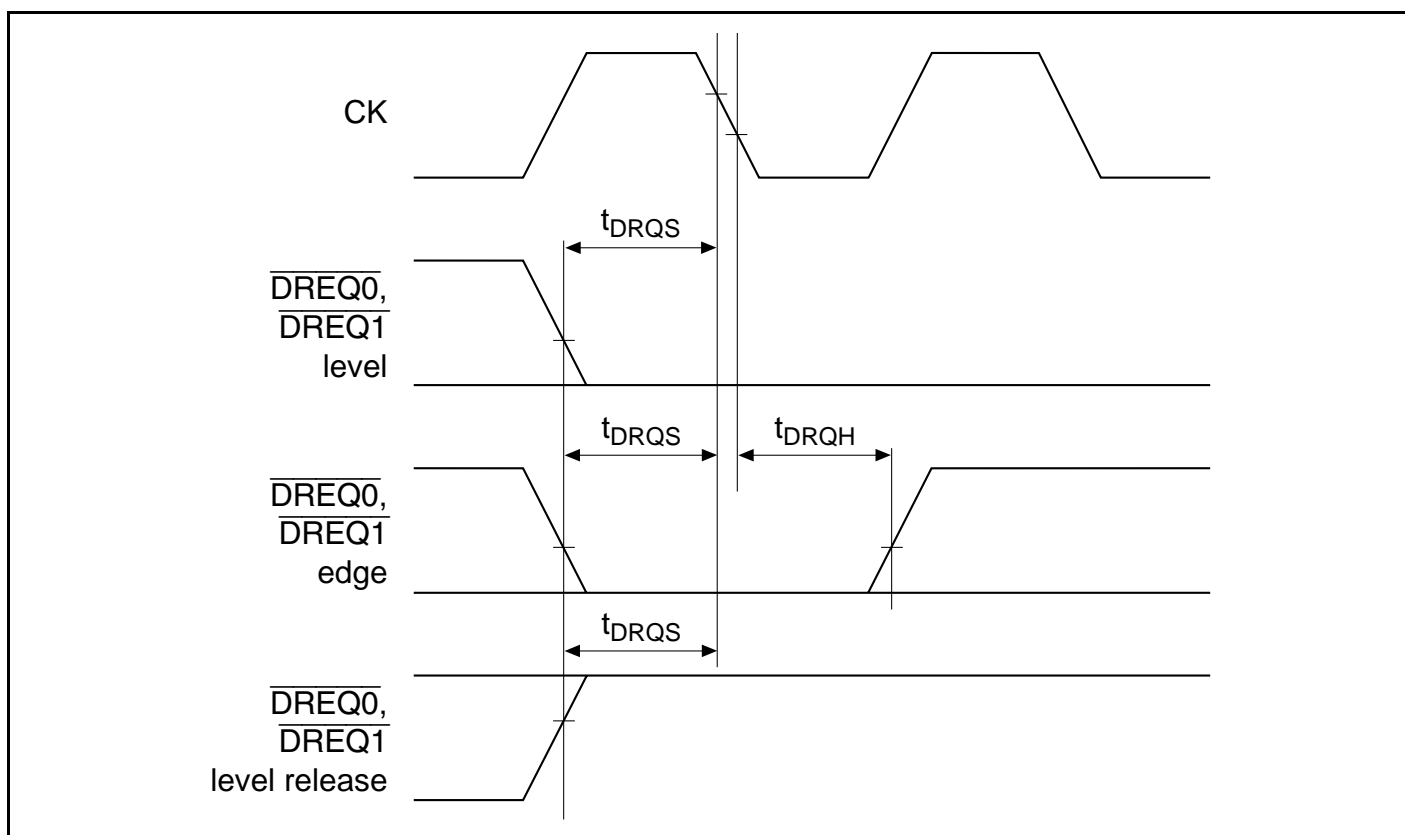 CK
tDRQS
DREQ0,
DREQ1
level
tDRQS
tDRQH
DREQ0,
DREQ1
edge
tDRQS
DREQ0,
DREQ1
level release